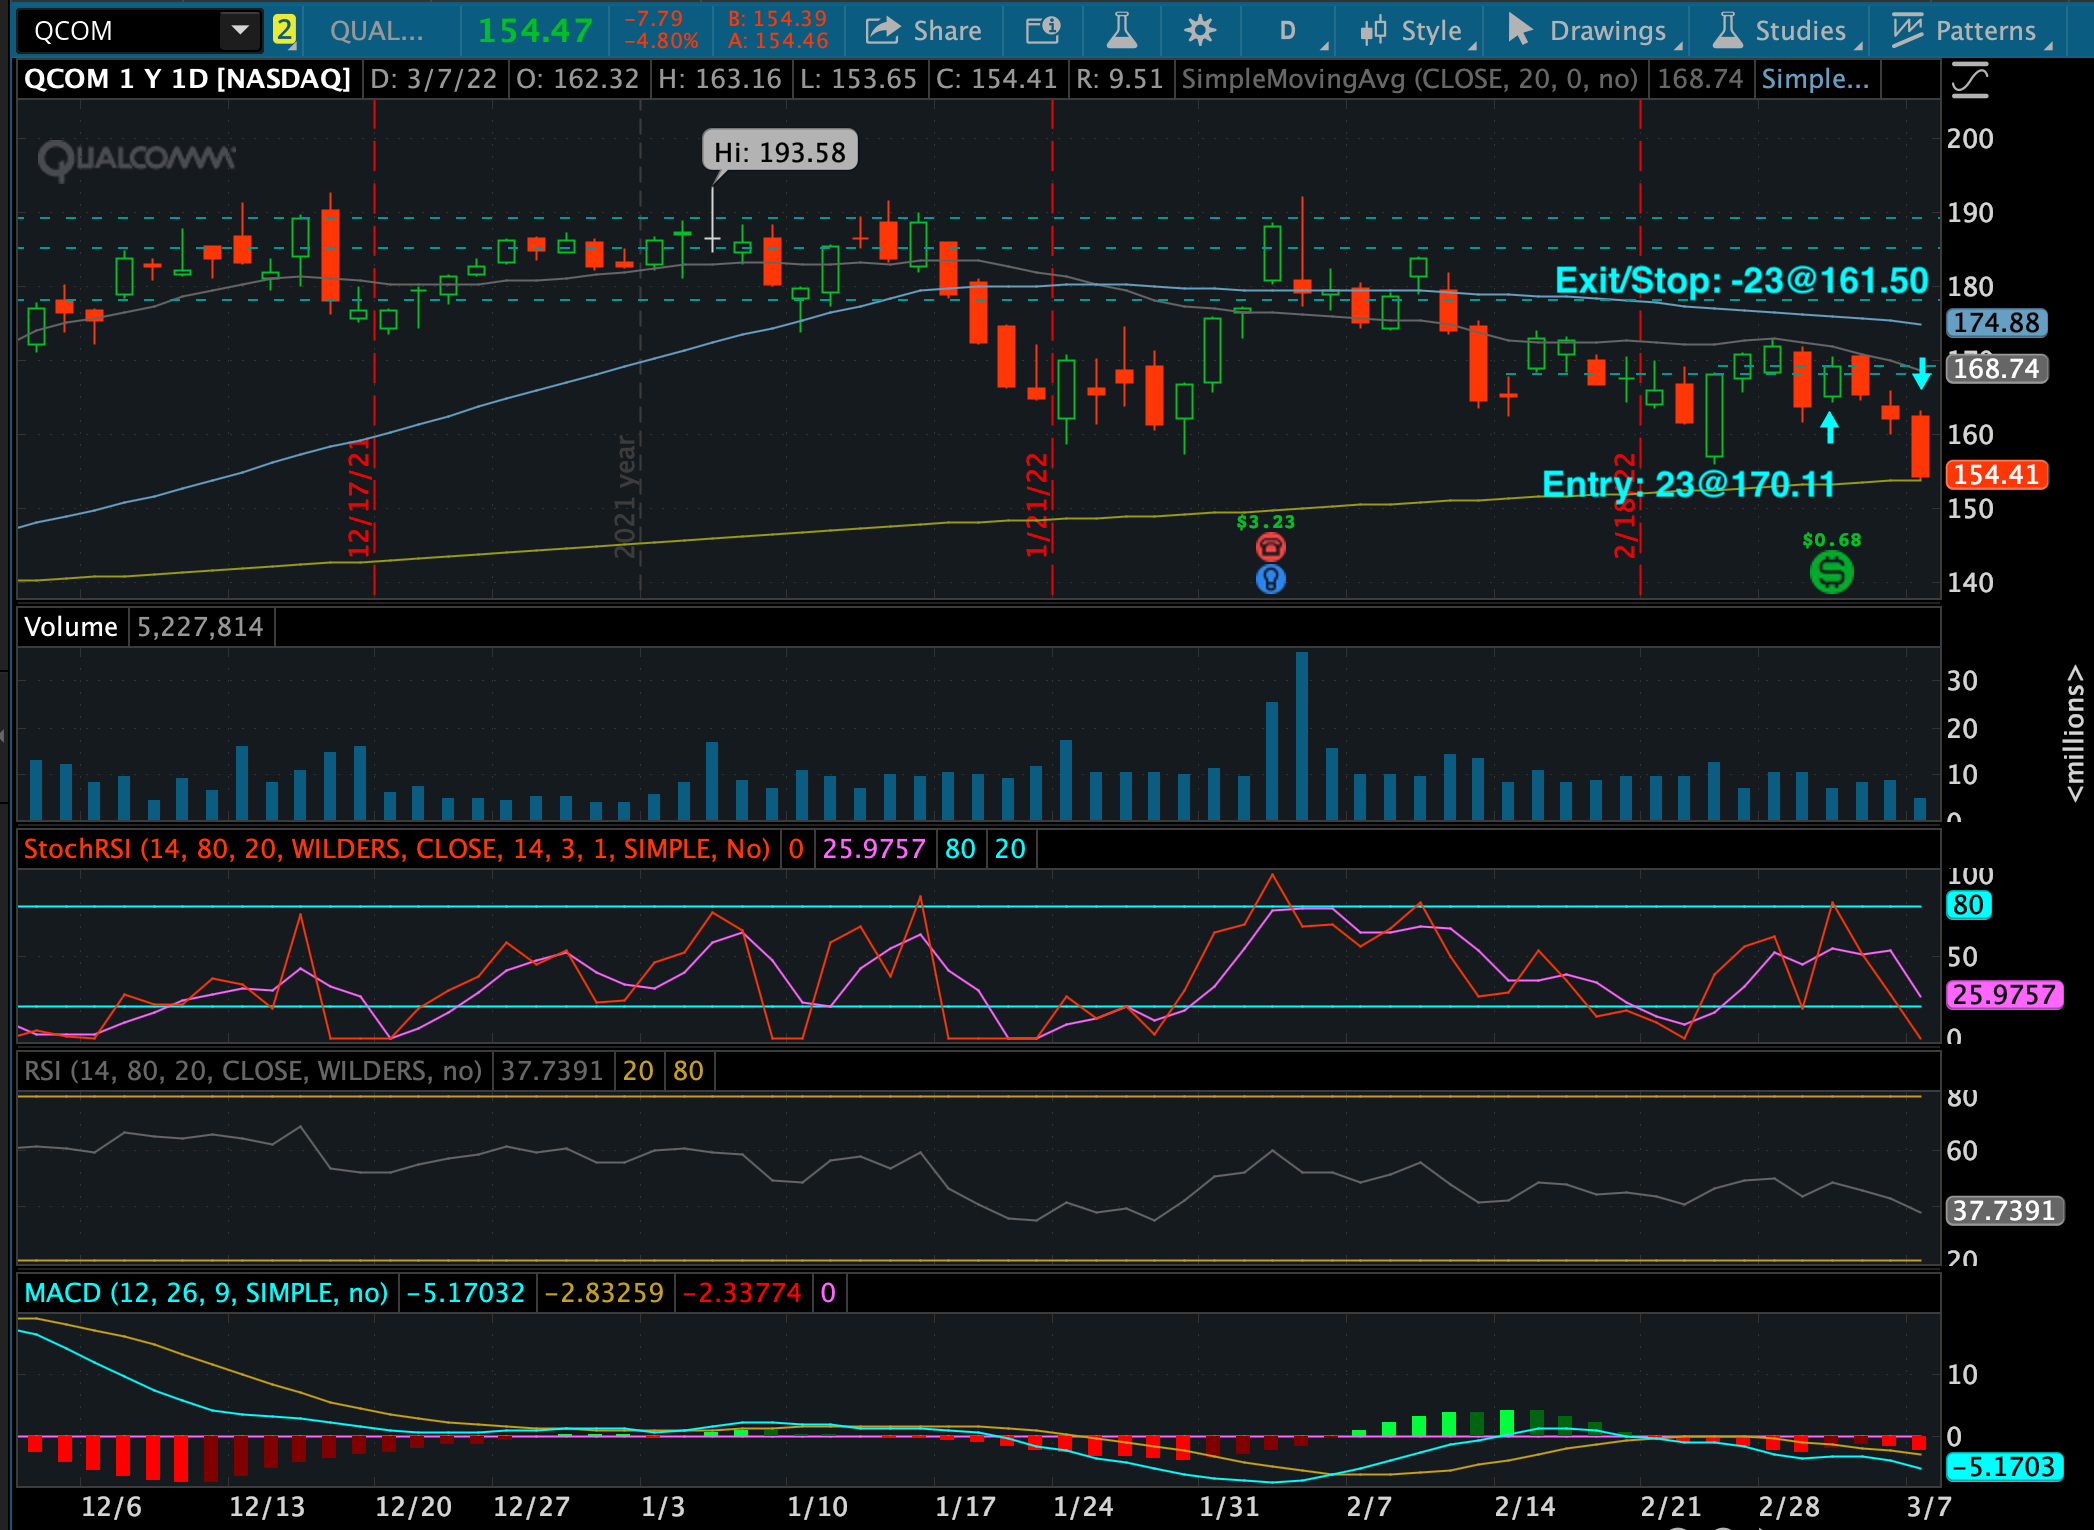 QCOM 2 QUAL... 154.47 -7.79 -4.80% B: 154.39 A: 154.46 Share D Style Drawings Studies Patterns
QCOM 1 Y 1D [NASDAQ] D: 3/7/22 O: 162.32 H: 163.16 L: 153.65 C: 154.41 R: 9.51 SimpleMovingAvg (CLOSE, 20, 0, no) 168.74 Simple...
QUALCOMM
Hi: 193.58
200
190
Exit/Stop: -23@161.50
180
174.88
168.74
160
154.41
Entry: 23@170.11
150
140
12/17/21
2021 year
1/21/22
2/18/22
$3.23
$0.68
Volume 5,227,814
30
20
10
0
<millions>
StochRSI (14, 80, 20, WILDERS, CLOSE, 14, 3, 1, SIMPLE, No) 0 25.9757 80 20
100
80
50
25.9757
0
RSI (14, 80, 20, CLOSE, WILDERS, no) 37.7391 20 80
80
60
37.7391
20
MACD (12, 26, 9, SIMPLE, no) -5.17032 -2.83259 -2.33774 0
10
0
-5.1703
12/6 12/13 12/20 12/27 1/3 1/10 1/17 1/24 1/31 2/7 2/14 2/21 2/28 3/7